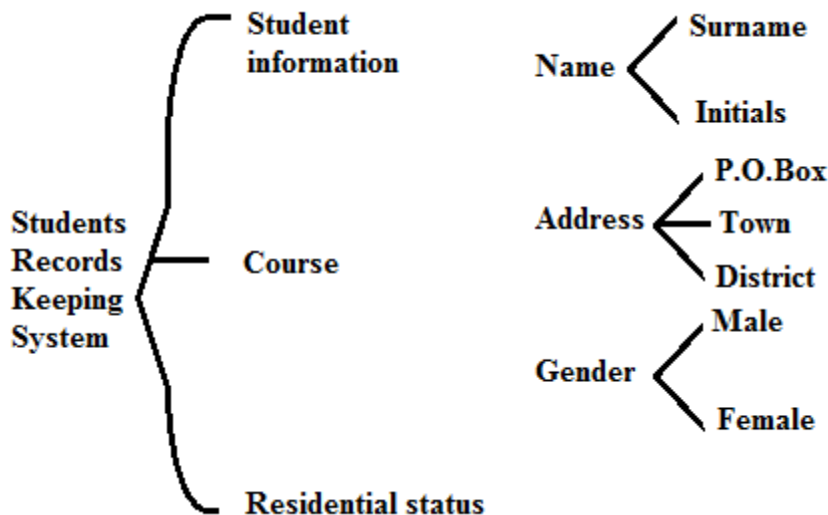 Students
Records
Keeping
System
Student
information
Course
Residential status
Name
Surname
Initials
Address
P.O.Box
Town
District
Gender
Male
Female